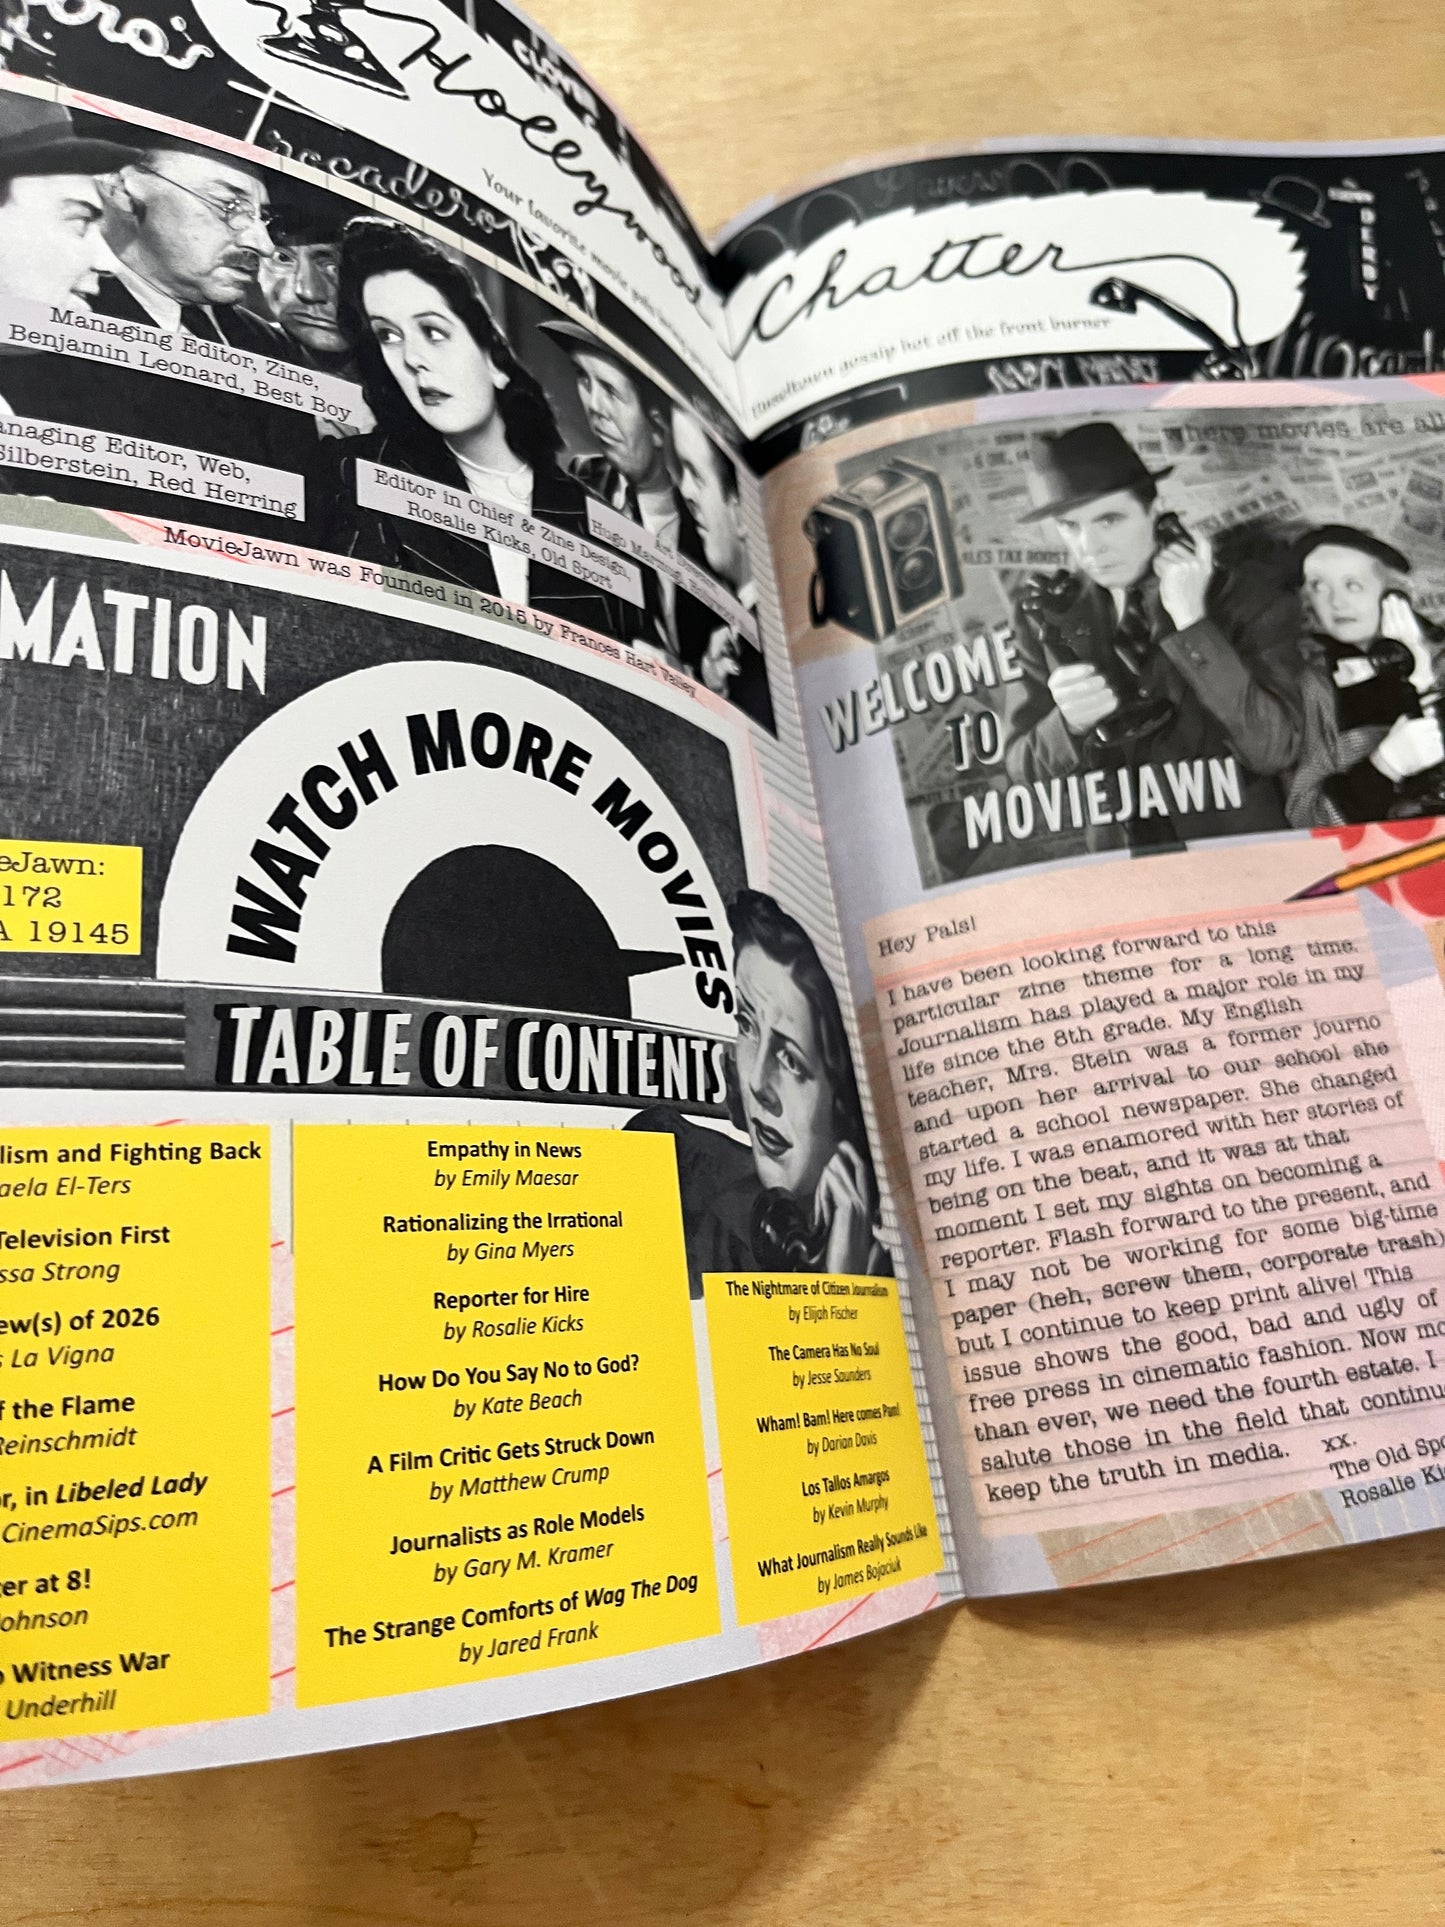 Hollywood
Your favorite movie
Trocadero
Managing Editor, Zine,
Benjamin Leonard, Best Boy
Editor, Web,
Silberstein, Red Herring
Editor in Chief & Zine Design,
Rosalie Kicks, Old Sport
MovieJawn was Founded in 2015 by Frances Hart Valley
MATION
WATCH MORE MOVIES
172
19145
TABLE OF CONTENTS
and Fighting Back
El-Ters
Television First
Strong
of 2026
La Vigna
the Flame
Reinschmidt
in Libeled Lady
CinemaSips.com
at 8!
Johnson
Witness War
Underhill
Empathy in News
by Emily Maesar
Rationalizing the Irrational
by Gina Myers
Reporter for Hire
by Rosalie Kicks
How Do You Say No to God?
by Kate Beach
A Film Critic Gets Struck Down
by Matthew Crump
Journalists as Role Models
by Gary M. Kramer
The Strange Comforts of Wag The Dog
by Jared Frank
The Nightmare of Citizen Journalism
by Elijah Fischer
The Camera Has No Soul
by Jesse Saunders
Wham! Bam! Here comes Pam!
by Darian Davis
Los Tallos Amargos
by Kevin Murphy
What Journalism Really Sounds Like
by James Bojaciuk
Chatter
gossip hot off the front burner
where movies are all
WELCOME
TO
MOVIEJAWN
Hey Pals!
I have been looking forward to this
particular zine theme for a long time.
Journalism has played a major role in my
life since the 8th grade. My English
teacher, Mrs. Stein was a former journo
and upon her arrival to our school she
started a school newspaper. She changed
my life. I was enamored with her stories of
being on the beat, and it was at that
moment I set my sights on becoming a
reporter. Flash forward to the present, and
I may not be working for some big-time
paper (heh, screw them, corporate trash)
but I continue to keep print alive! This
issue shows the good, bad and ugly of
free press in cinematic fashion. Now
than ever, we need the fourth estate. I
salute those in the field that
keep the truth in media.
xx.
The Old
Rosalie